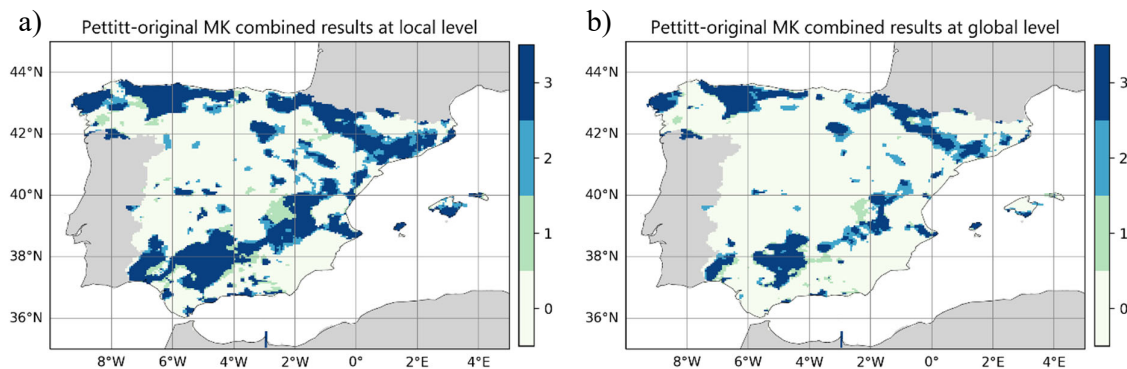 a)
Pettitt-original MK combined results at local level
44°N
42°N
40°N
38°N
36°N
8°W 6°W 4°W 2°W 0° 2°E 4°E
3
2
1
0
b)
Pettitt-original MK combined results at global level
44°N
42°N
40°N
38°N
36°N
8°W 6°W 4°W 2°W 0° 2°E 4°E
3
2
1
0